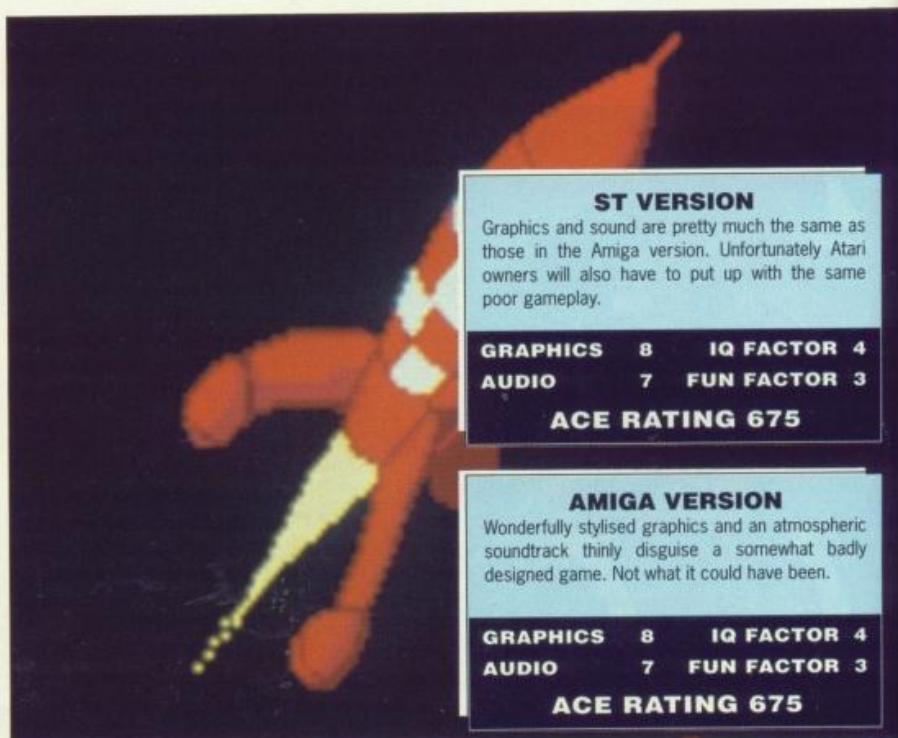 ST VERSION
Graphics and sound are pretty much the same as
those in the Amiga version. Unfortunately Atari
owners will also have to put up with the same
poor gameplay.
GRAPHICS 8 IQ FACTOR 4
AUDIO 7 FUN FACTOR 3
ACE RATING 675
AMIGA VERSION
Wonderfully stylised graphics and an atmospheric
soundtrack thinly disguise a somewhat badly
designed game. Not what it could have been.
GRAPHICS 8 IQ FACTOR 4
AUDIO 7 FUN FACTOR 3
ACE RATING 675